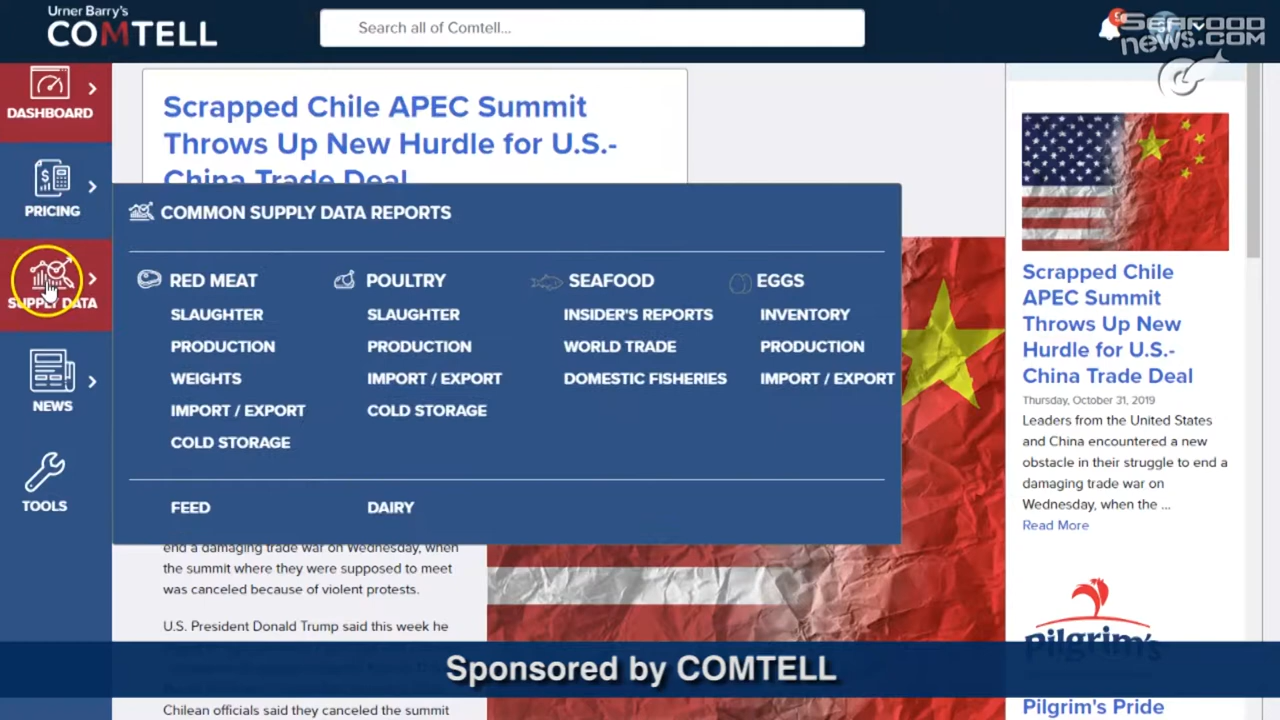 Urner Barry's
COMTELL
Search all of Comtell...
SEAFOOD
NEWS.COM
DASHBOARD
PRICING
SUPPLY DATA
NEWS
TOOLS
Scrapped Chile APEC Summit
Throws Up New Hurdle for U.S.-
China Trade Deal
COMMON SUPPLY DATA REPORTS
RED MEAT
SLAUGHTER
PRODUCTION
WEIGHTS
IMPORT / EXPORT
COLD STORAGE
POULTRY
SLAUGHTER
PRODUCTION
IMPORT / EXPORT
COLD STORAGE
SEAFOOD
INSIDER'S REPORTS
WORLD TRADE
DOMESTIC FISHERIES
EGGS
INVENTORY
PRODUCTION
IMPORT / EXPORT
FEED
DAIRY
end a damaging trade war on Wednesday, when
the summit where they were supposed to meet
was canceled because of violent protests.
U.S. President Donald Trump said this week he
Chilean officials said they canceled the summit
Scrapped Chile
APEC Summit
Throws Up New
Hurdle for U.S.-
China Trade Deal
Thursday, October 31, 2019
Leaders from the United States
and China encountered a new
obstacle in their struggle to end a
damaging trade war on
Wednesday, when the ...
Read More
Pilgrim's
Pilgrim's Pride
Sponsored by COMTELL